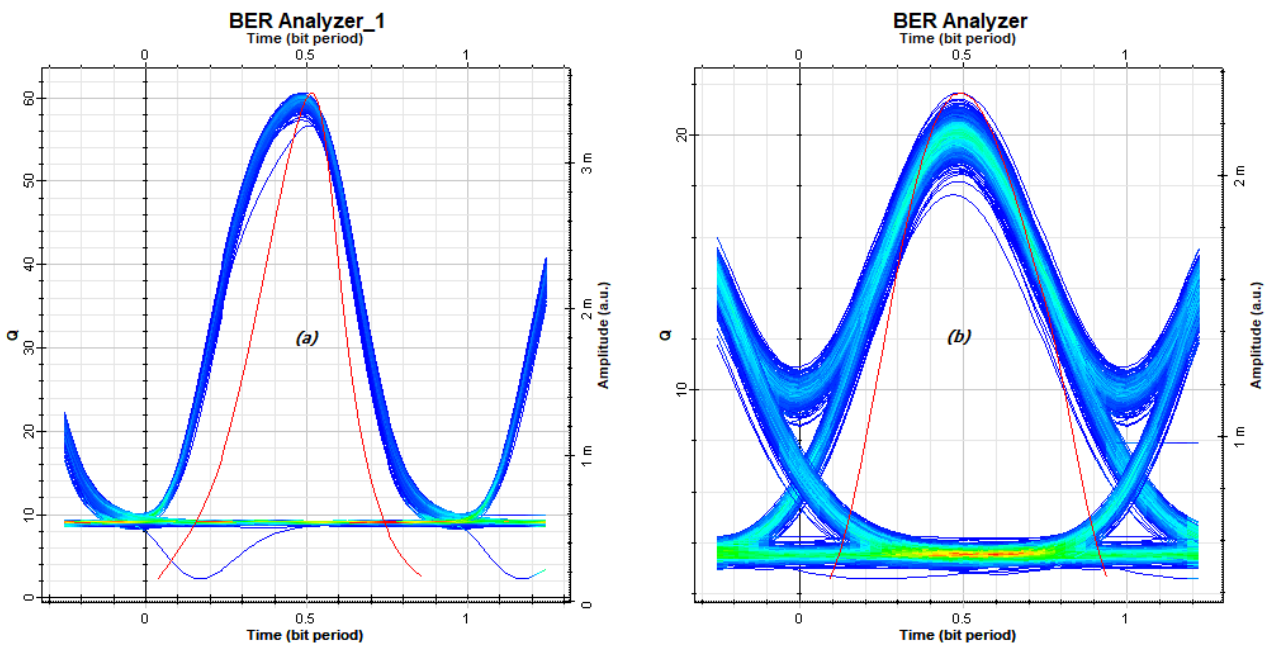 BER Analyzer_1
Time (bit period)
0 0.5 1
60
50
40
30
20
10
0
Q
(a)
3 m
2 m
1 m
0
Amplitude (a.u.)
0 0.5 1
Time (bit period)
BER Analyzer
Time (bit period)
0 0.5 1
20
10
Q
(b)
2 m
1 m
Amplitude (a.u.)
0 0.5 1
Time (bit period)